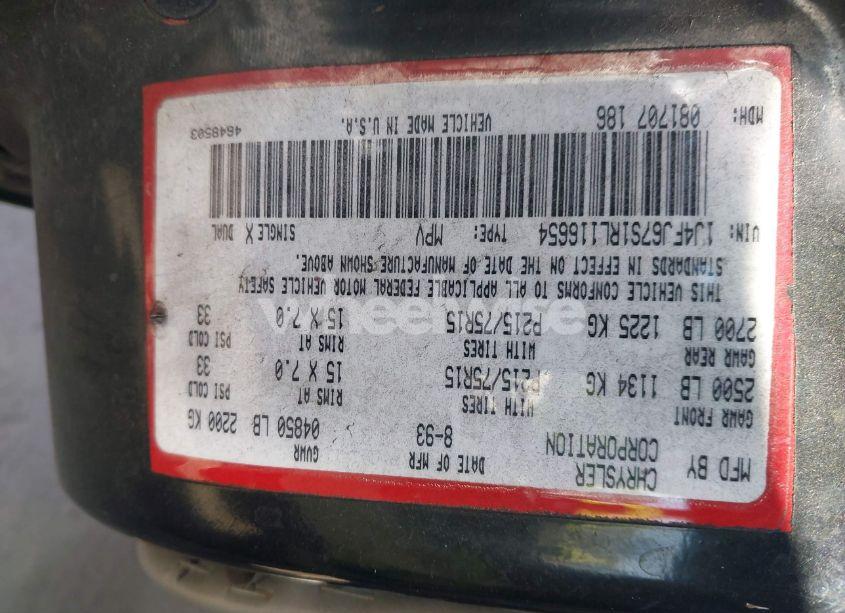 MFD BY CHRYSLER CORPORATION DATE OF MFR 8-93 GVWR 04850 LB 2200 KG
GAWR FRONT WITH TIRES RIMS AT PSI COLD
2500 LB 1134 KG P215/75R15 15 X 7.0 33
GAWR REAR WITH TIRES RIMS AT PSI COLD
2700 LB 1225 KG P215/75R15 15 X 7.0 33
THIS VEHICLE CONFORMS TO ALL APPLICABLE FEDERAL MOTOR VEHICLE SAFETY
STANDARDS IN EFFECT ON THE DATE OF MANUFACTURE SHOWN ABOVE.
VIN: 1J4FJ67S1RL116654 TYPE: MPV SINGLE X DUAL
MDH: 081707 186 VEHICLE MADE IN U.S.A. 4648503